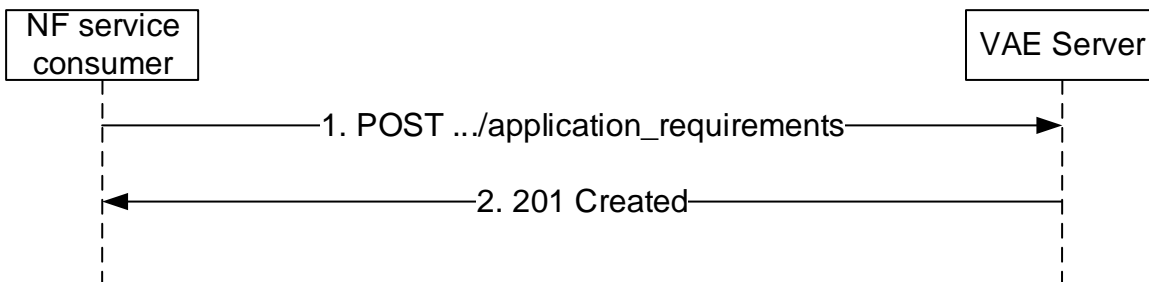 NF service
consumer
VAE Server
1. POST .../application_requirements
2. 201 Created